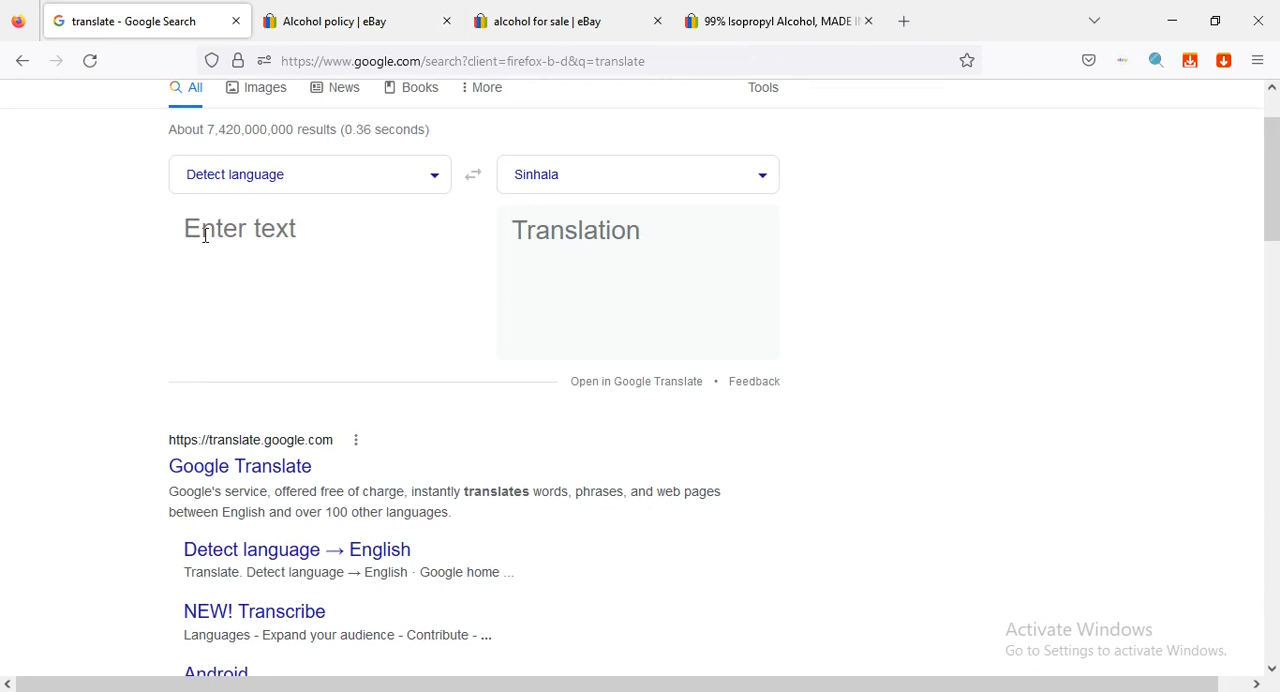 translate - Google Search
Alcohol policy | eBay
alcohol for sale | eBay
99% Isopropyl Alcohol, MADE I
https://www.google.com/search?client=firefox-b-d&q=translate
All
Images
News
Books
More
Tools
About 7,420,000,000 results (0.36 seconds)
Detect language
Sinhala
Enter text
Translation
Open in Google Translate • Feedback
https://translate.google.com
Google Translate
Google's service, offered free of charge, instantly translates words, phrases, and web pages
between English and over 100 other languages.
Detect language → English
Translate. Detect language → English · Google home ...
NEW! Transcribe
Languages - Expand your audience - Contribute - ...
Android
Activate Windows
Go to Settings to activate Windows.